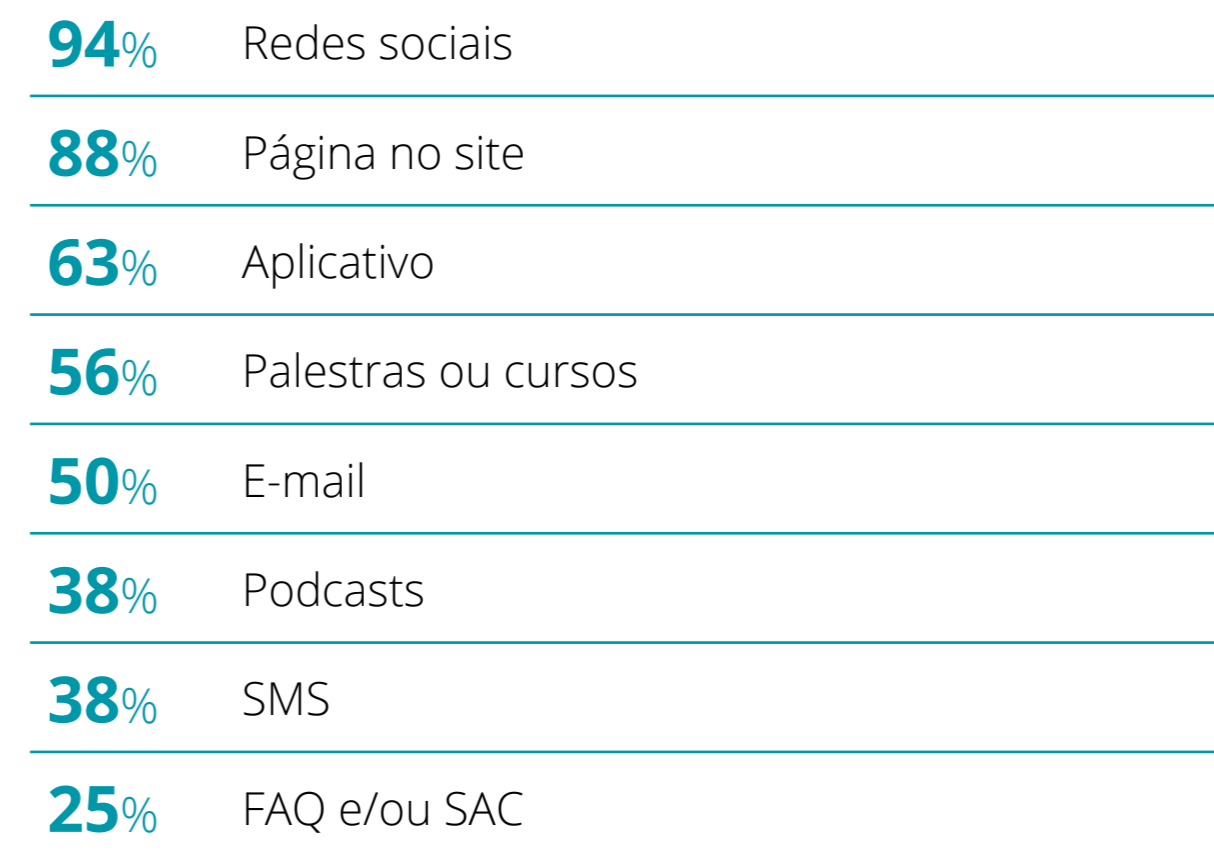 94% Redes sociais
88% Página no site
63% Aplicativo
56% Palestras ou cursos
50% E-mail
38% Podcasts
38% SMS
25% FAQ e/ou SAC